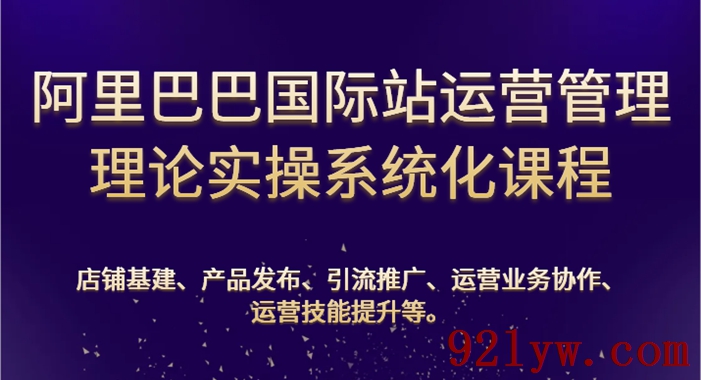 阿里巴巴国际站运营管理
理论实操系统化课程
店铺基建、产品发布、引流推广、运营业务协作、
运营技能提升等。
92lyw.com